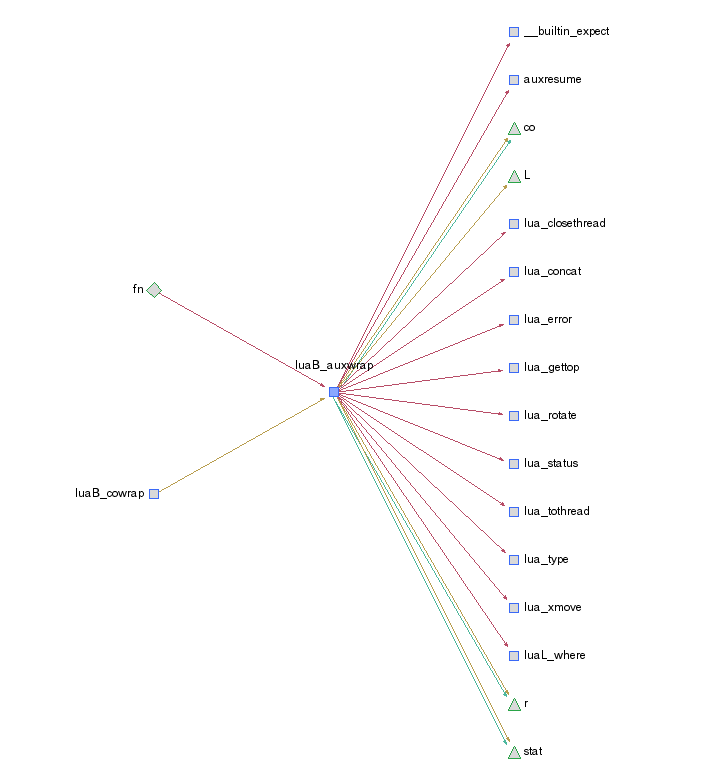 __builtin_expect
auxresume
co
L
lua_closethread
lua_concat
fn
lua_error
luaB_auxwrap
lua_gettop
lua_rotate
lua_status
luaB_cowrap
lua_tothread
lua_type
lua_xmove
luaL_where
r
stat